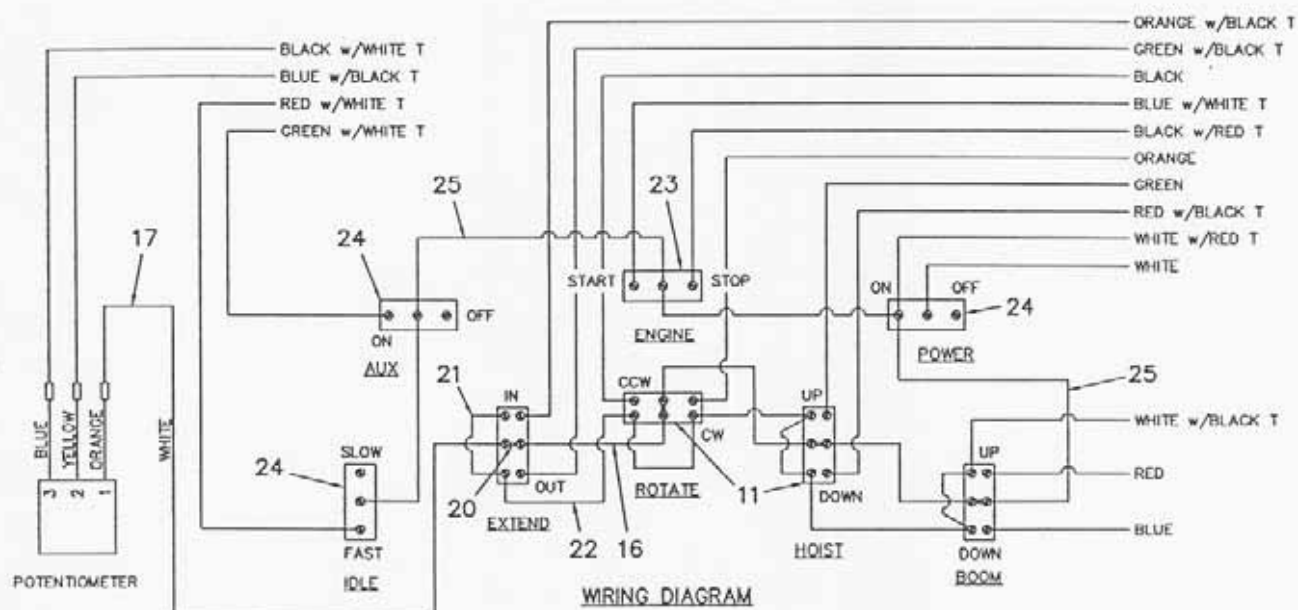 BLACK w/WHITE T
BLUE w/BLACK T
RED w/WHITE T
GREEN w/WHITE T
ORANGE w/BLACK T
GREEN w/BLACK T
BLACK
BLUE w/WHITE T
BLACK w/RED T
ORANGE
GREEN
RED w/BLACK T
WHITE w/RED T
WHITE
17
24
25
23
START
STOP
ENGINE
ON
OFF
AUX
ON
OFF
24
POWER
25
BLUE
YELLOW
ORANGE
WHITE
3
2
1
POTENTIOMETER
24
SLOW
FAST
IDLE
21
IN
OUT
20
EXTEND
22
16
CCW
CW
ROTATE
11
UP
DOWN
HOIST
WHITE w/BLACK T
UP
RED
BLUE
DOWN
BOOM
WIRING DIAGRAM